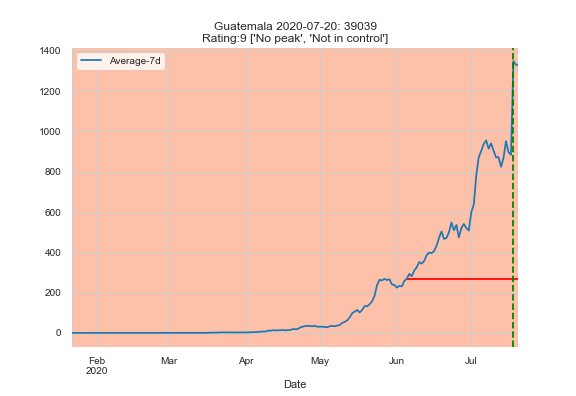 Guatemala 2020-07-20: 39039
Rating:9 ['No peak', 'Not in control']
Average-7d
1400
1200
1000
800
600
400
200
0
Feb Mar Apr May Jun Jul
2020
Date